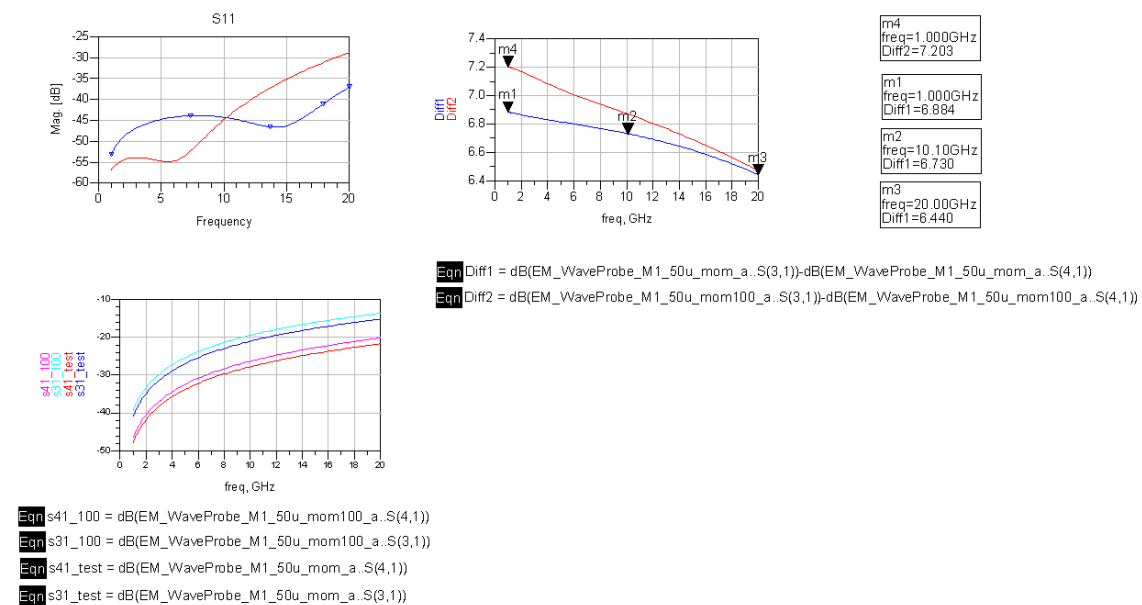 S11
-25
-30
-35
-40
-45
-50
-55
-60
Mag. [dB]
0 5 10 15 20
Frequency
7.4
7.2
7.0
6.8
6.6
6.4
Diff1
Diff2
m4
m1
m2
m3
0 2 4 6 8 10 12 14 16 18 20
freq, GHz
m4
freq=1.000GHz
Diff2=7.203
m1
freq=1.000GHz
Diff1=6.884
m2
freq=10.10GHz
Diff1=6.730
m3
freq=20.00GHz
Diff1=6.440
Eqn Diff1 = dB(EM_WaveProbe_M1_50u_mom_a..S(3,1))-dB(EM_WaveProbe_M1_50u_mom_a..S(4,1))
Eqn Diff2 = dB(EM_WaveProbe_M1_50u_mom100_a..S(3,1))-dB(EM_WaveProbe_M1_50u_mom100_a..S(4,1))
-10
-20
-30
-40
-50
s41_100
s31_100
s41_test
s31_test
0 2 4 6 8 10 12 14 16 18 20
freq, GHz
Eqn s41_100 = dB(EM_WaveProbe_M1_50u_mom100_a..S(4,1))
Eqn s31_100 = dB(EM_WaveProbe_M1_50u_mom100_a..S(3,1))
Eqn s41_test = dB(EM_WaveProbe_M1_50u_mom_a..S(4,1))
Eqn s31_test = dB(EM_WaveProbe_M1_50u_mom_a..S(3,1))